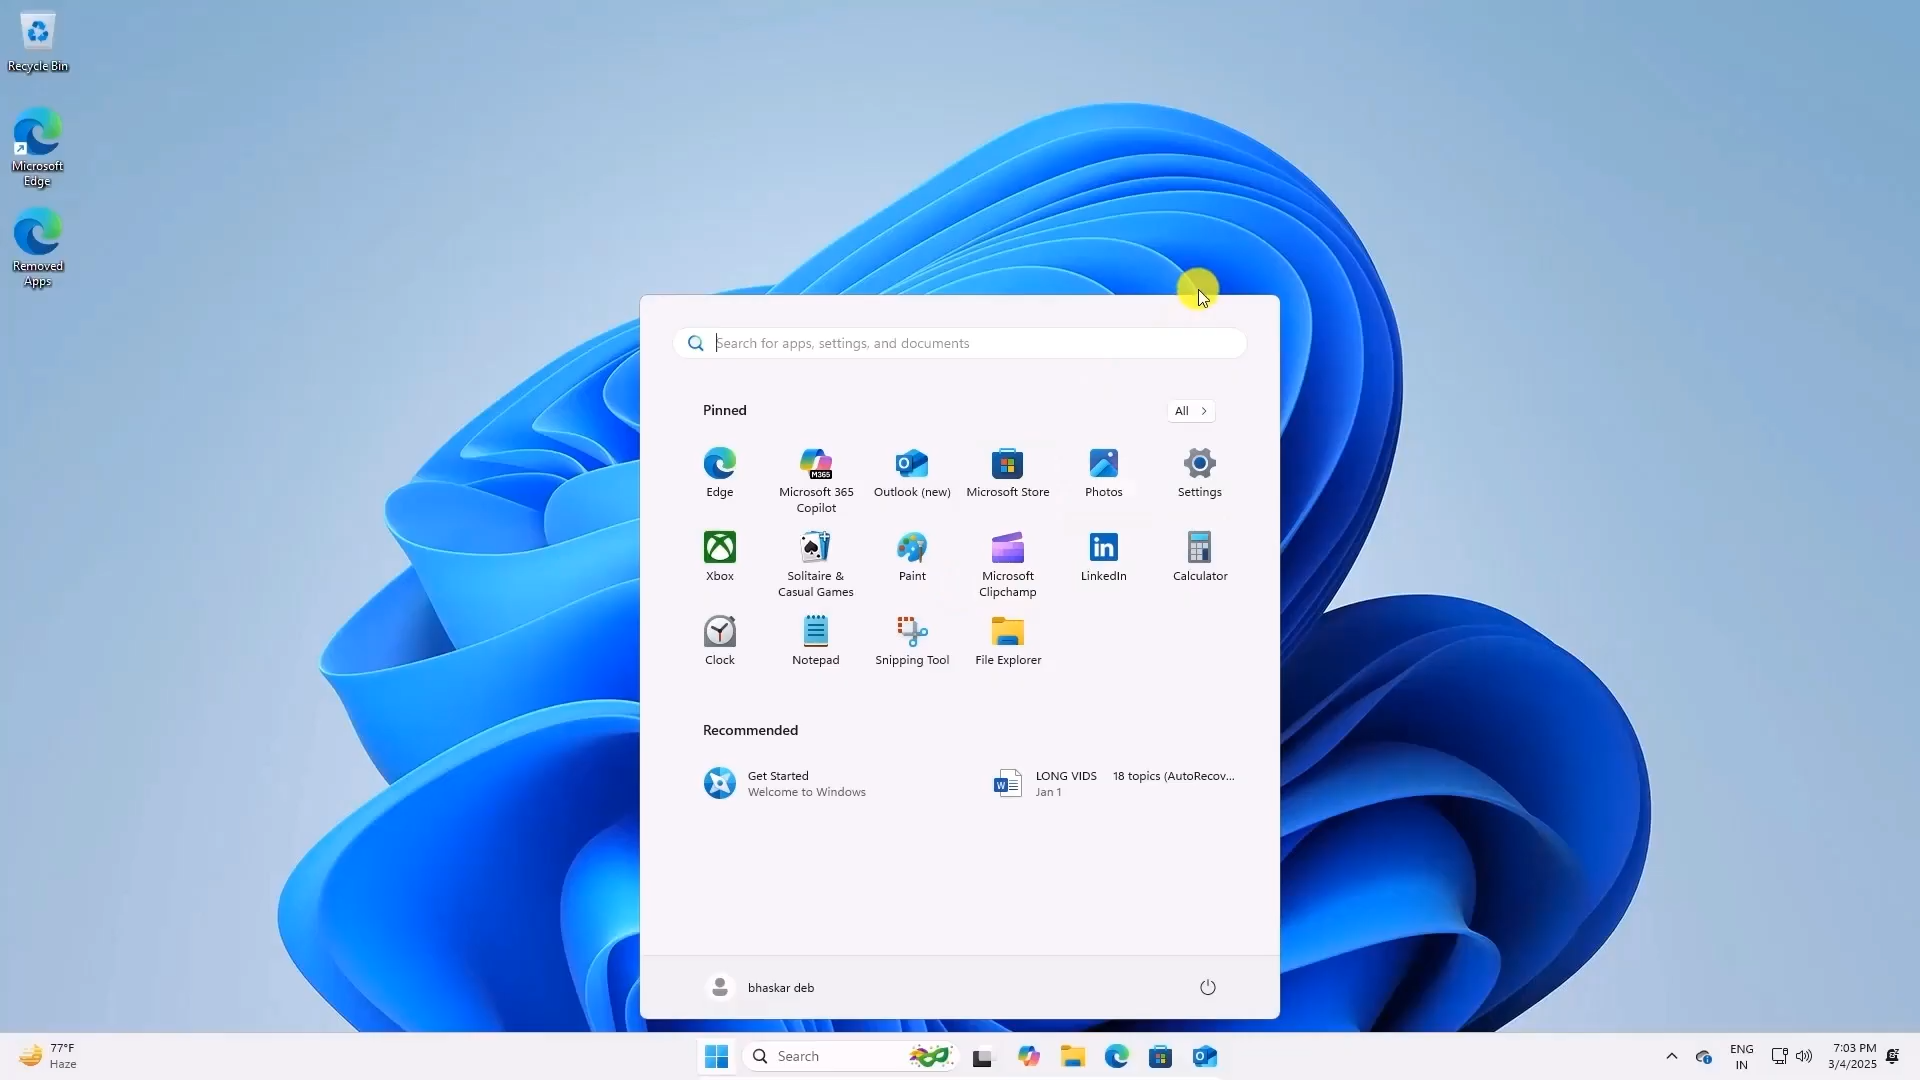 Recycle Bin
Microsoft
Edge
Removed
Apps
Search for apps, settings, and documents
Pinned
All
Edge
Microsoft 365
Copilot
M365
Outlook (new)
Microsoft Store
Photos
Settings
Xbox
Solitaire &
Casual Games
Paint
Microsoft
Clipchamp
LinkedIn
in
Calculator
Clock
Notepad
Snipping Tool
File Explorer
Recommended
Get Started
Welcome to Windows
LONG VIDS 18 topics (AutoRecov...
Jan 1
bhaskar deb
77°F
Haze
Search
ENG
IN
7:03 PM
3/4/2025